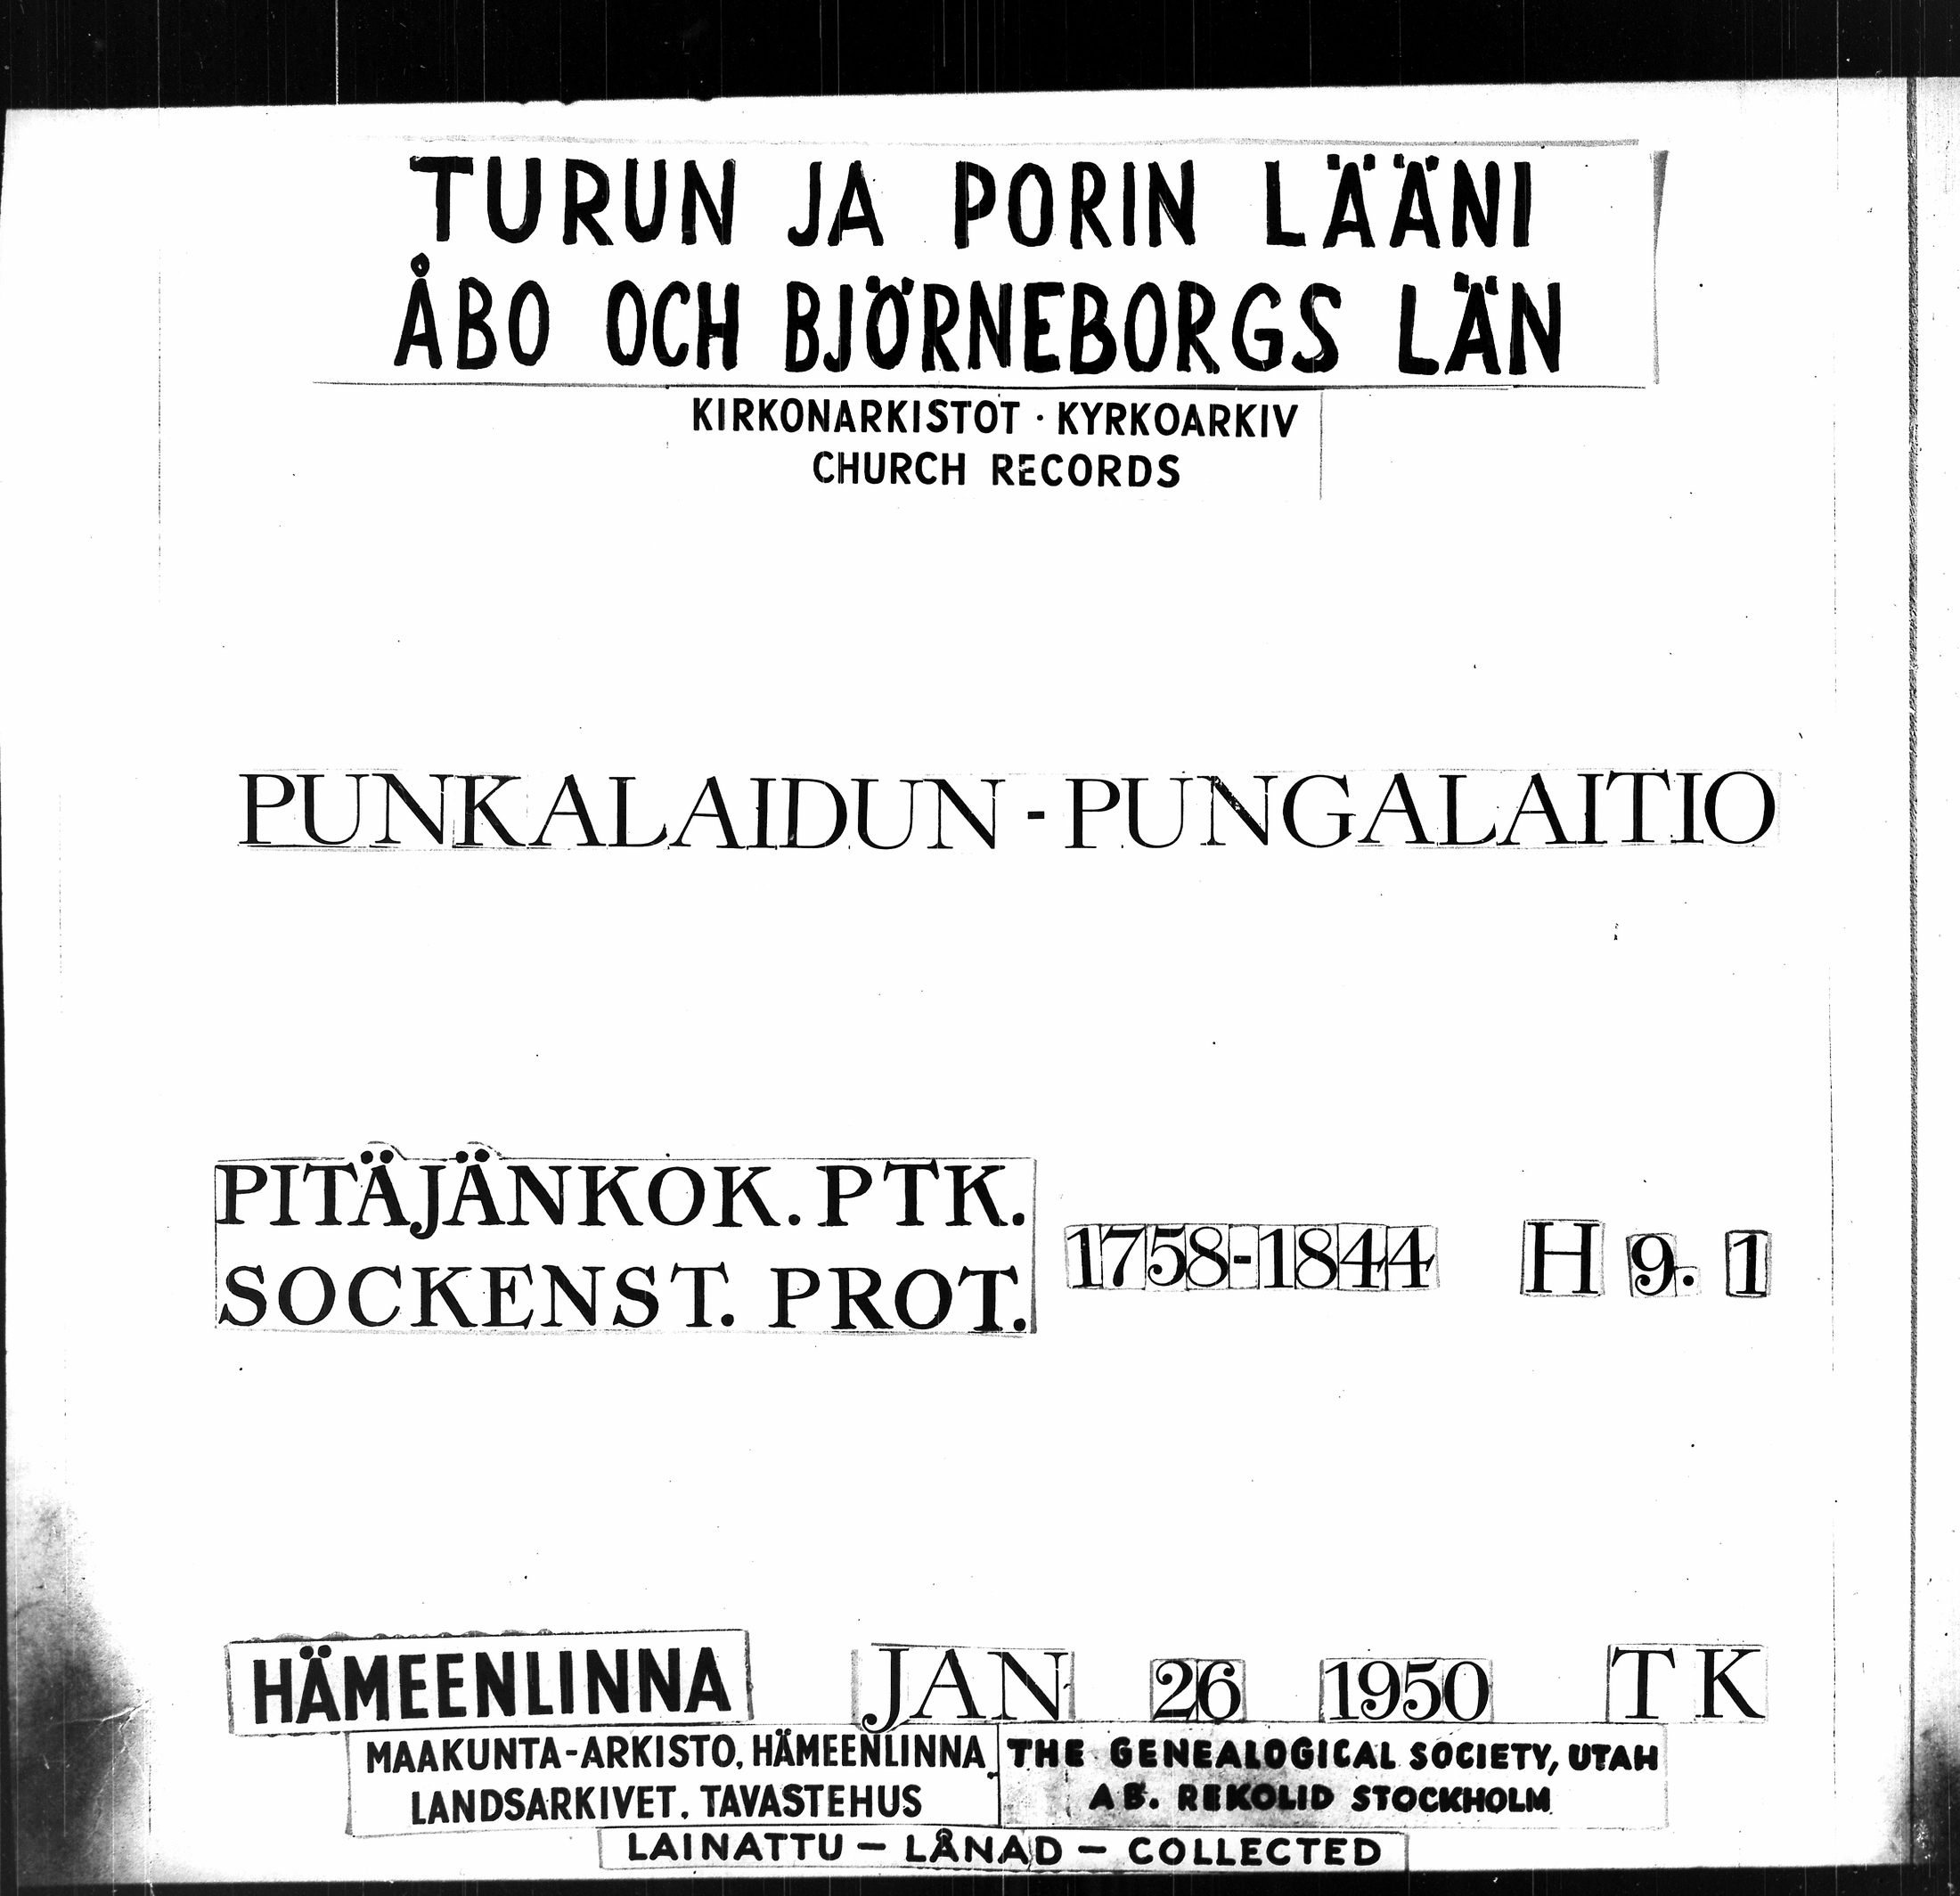 TURUN JA PORIN LÄÄNI
ÅBO OCH BJÖRNEBORGS LÄN
KIRKONARKISTOT · KYRKOARKIV
CHURCH RECORDS
PUNKALAIDUN - PUNGALAITIO
PITÄJÄNKOK. PTK.
SOCKENST. PROT.
1758-1844 H 9. 1
HÄMEENLINNA JAN 26 1950 TK
MAAKUNTA-ARKISTO, HÄMEENLINNA
LANDSARKIVET, TAVASTEHUS
THE GENEALOGICAL SOCIETY, UTAH
AB. REKOLID STOCKHOLM
LAINATTU — LÅNAD — COLLECTED